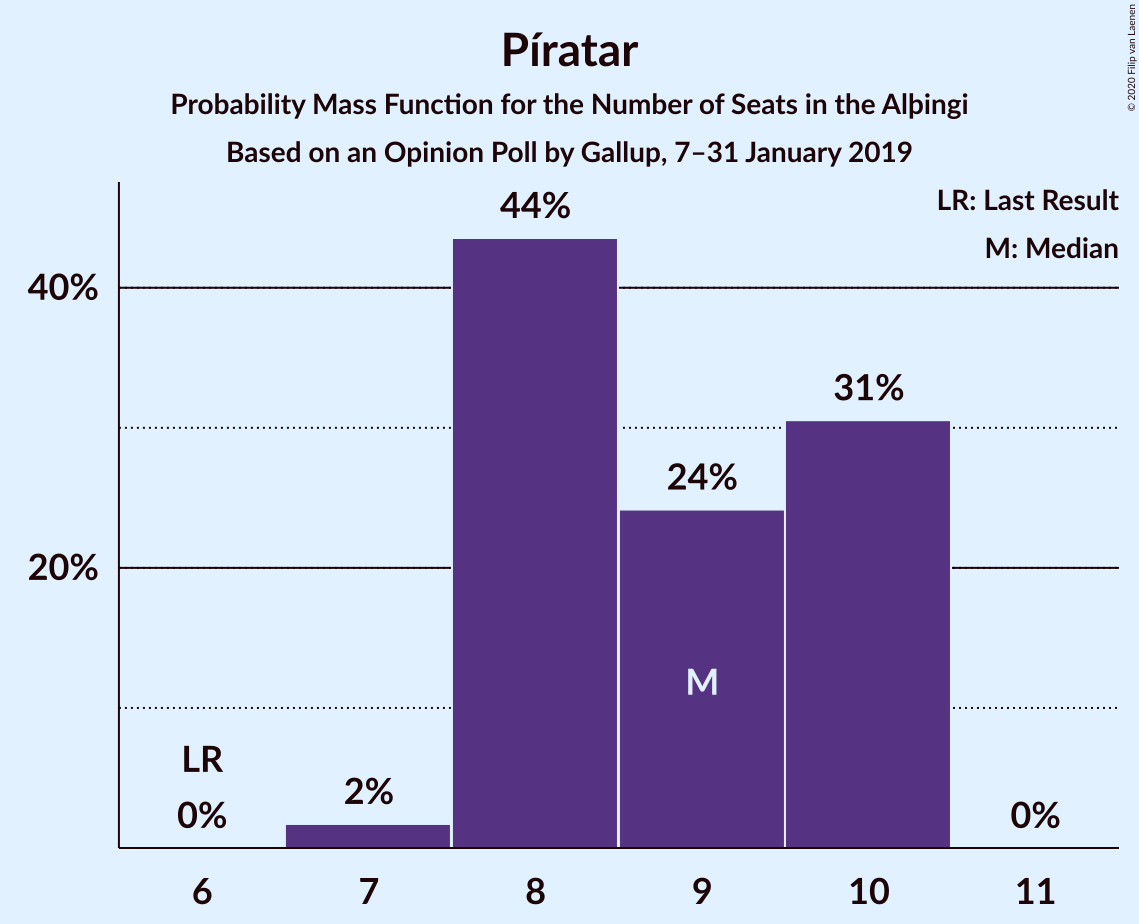 Píratar
Probability Mass Function for the Number of Seats in the Alþingi
Based on an Opinion Poll by Gallup, 7–31 January 2019
© 2020 Filip van Laenen
LR: Last Result
M: Median
44%
40%
31%
24%
20%
M
LR
2%
0%
0%
6 7 8 9 10 11